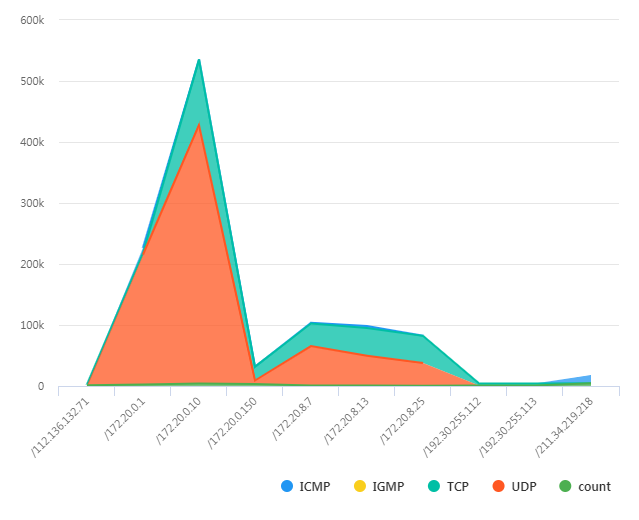 600k
500k
400k
300k
200k
100k
0
/112.136.132.71
/172.20.0.1
/172.20.0.10
/172.20.0.150
/172.20.8.7
/172.20.8.13
/172.20.8.25
/192.30.255.112
/192.30.255.113
/211.34.219.218
ICMP IGMP TCP UDP count